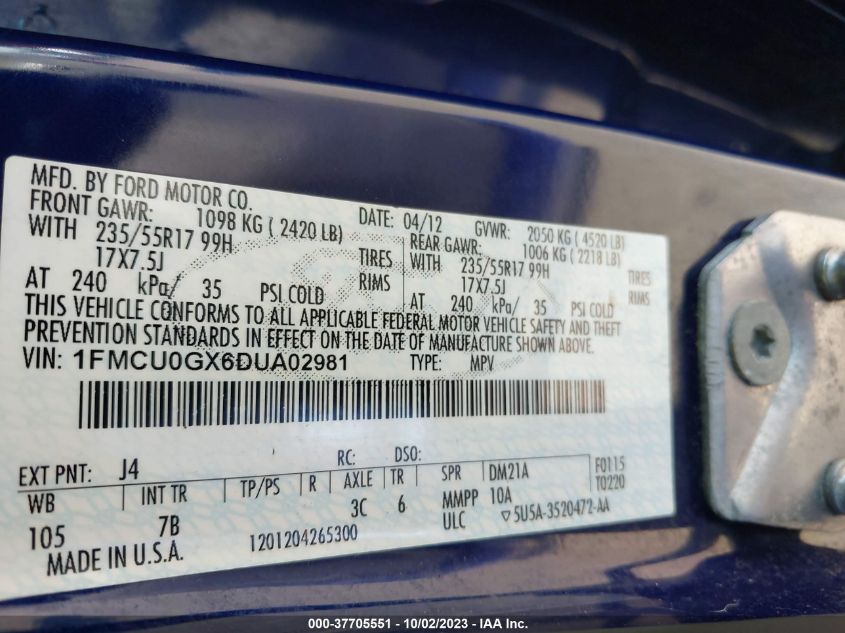 MFD. BY FORD MOTOR CO.
DATE: 04/12 GVWR: 2050 KG ( 4520 LB)
FRONT GAWR: 1098 KG ( 2420 LB) REAR GAWR: 1006 KG ( 2218 LB)
WITH 235/55R17 99H TIRES WITH 235/55R17 99H TIRES
17X7.5J RIMS 17X7.5J RIMS
AT 240 kPa/ 35 PSI COLD AT 240 kPa/ 35 PSI COLD
THIS VEHICLE CONFORMS TO ALL APPLICABLE FEDERAL MOTOR VEHICLE SAFETY AND THEFT
PREVENTION STANDARDS IN EFFECT ON THE DATE OF MANUFACTURE SHOWN ABOVE.
VIN: 1FMCU0GX6DUA02981 TYPE: MPV
EXT PNT: J4 RC: DSO: F0115
WB INT TR TP/PS R AXLE TR SPR DM21A T0220
105 7B 3C 6 MMPP 10A
ULC ▽5U5A-3520472-AA
MADE IN U.S.A. 1201204265300
000-37705551 - 10/02/2023 - IAA Inc.